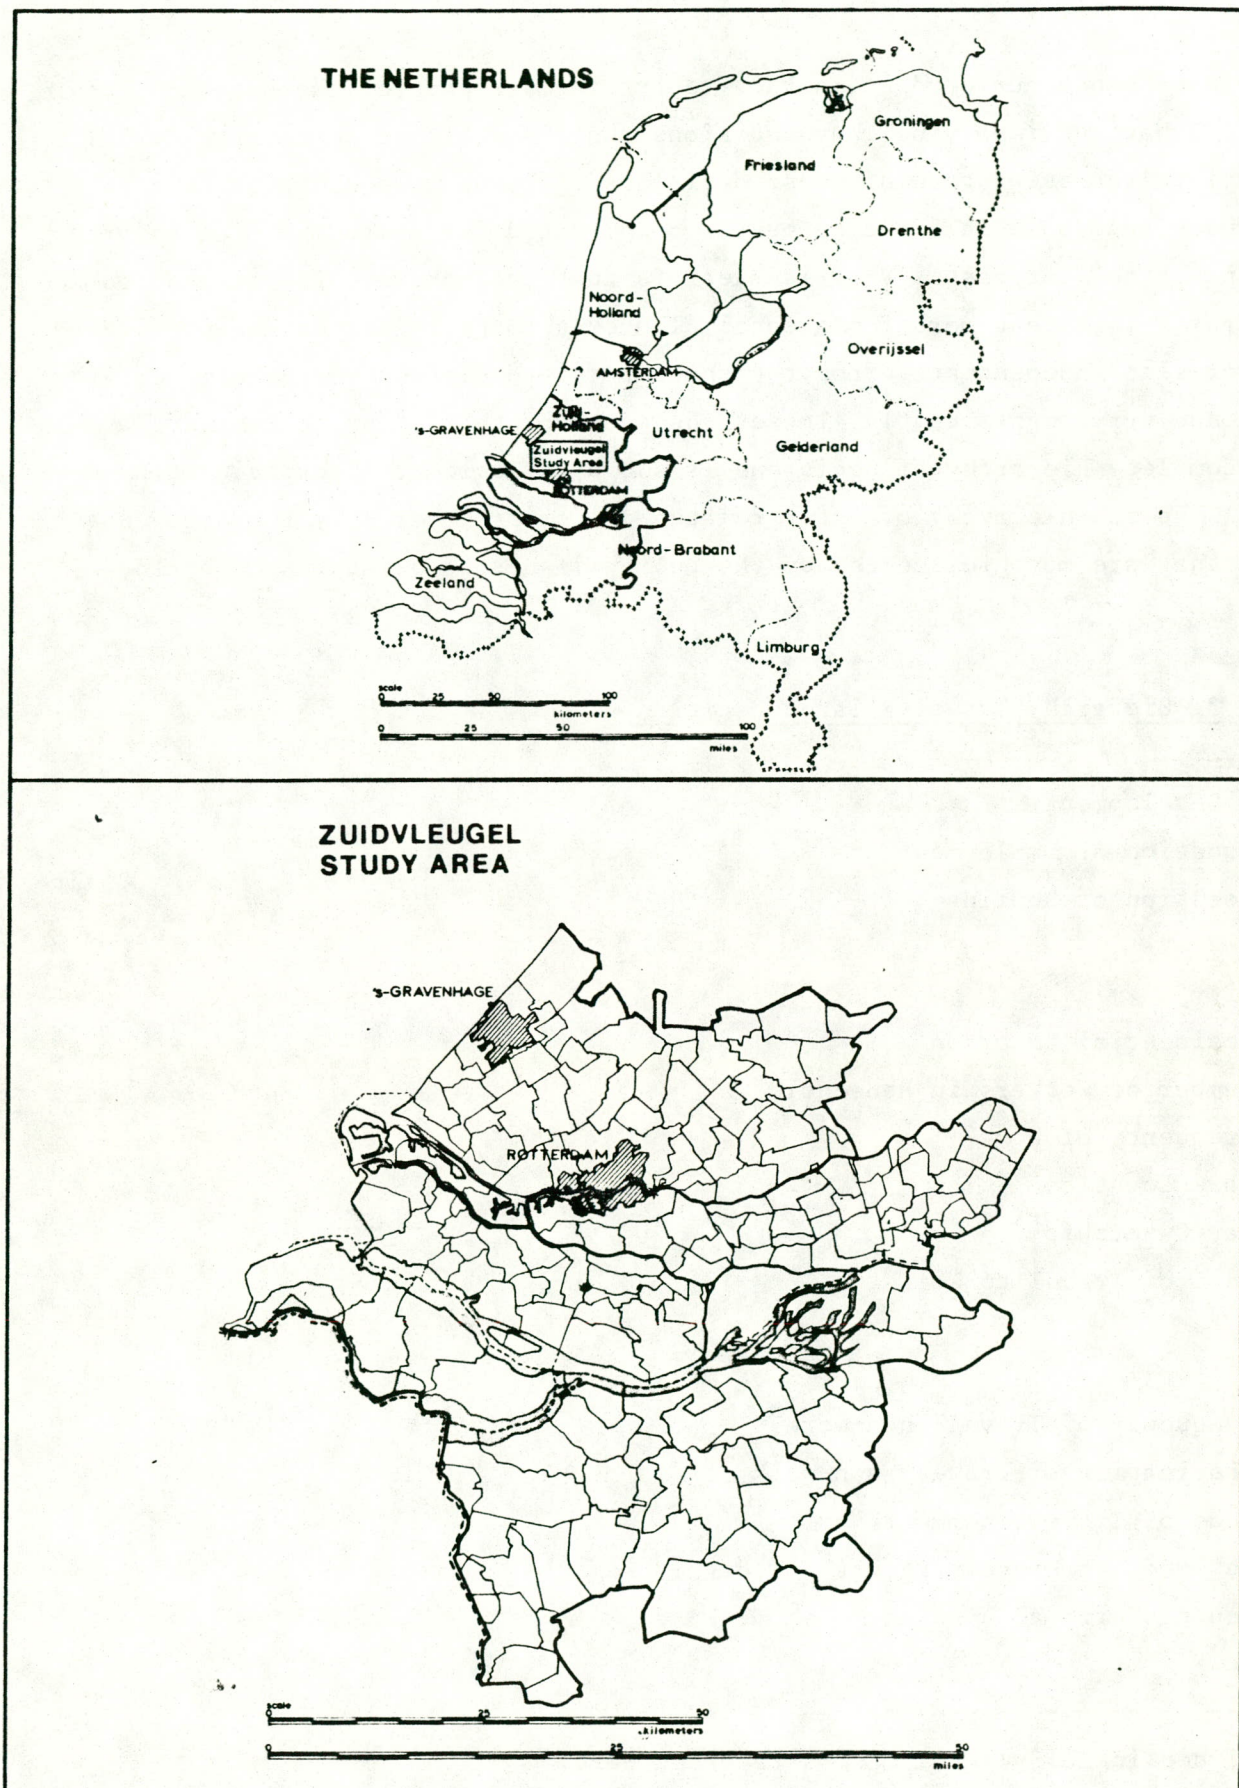 THE NETHERLANDS
Groningen
Friesland
Drenthe
Noord-
Holland
Overijssel
AMSTERDAM
Zuid-
Holland
's-GRAVENHAGE
Utrecht
Gelderland
Zuidvleugel
Study Area
ROTTERDAM
Noord-Brabant
Zeeland
Limburg
scale
0 25 50 100
kilometers
0 25 50 100
miles
ZUIDVLEUGEL
STUDY AREA
's-GRAVENHAGE
ROTTERDAM
scale
0 25 50
kilometers
0 25 50
miles